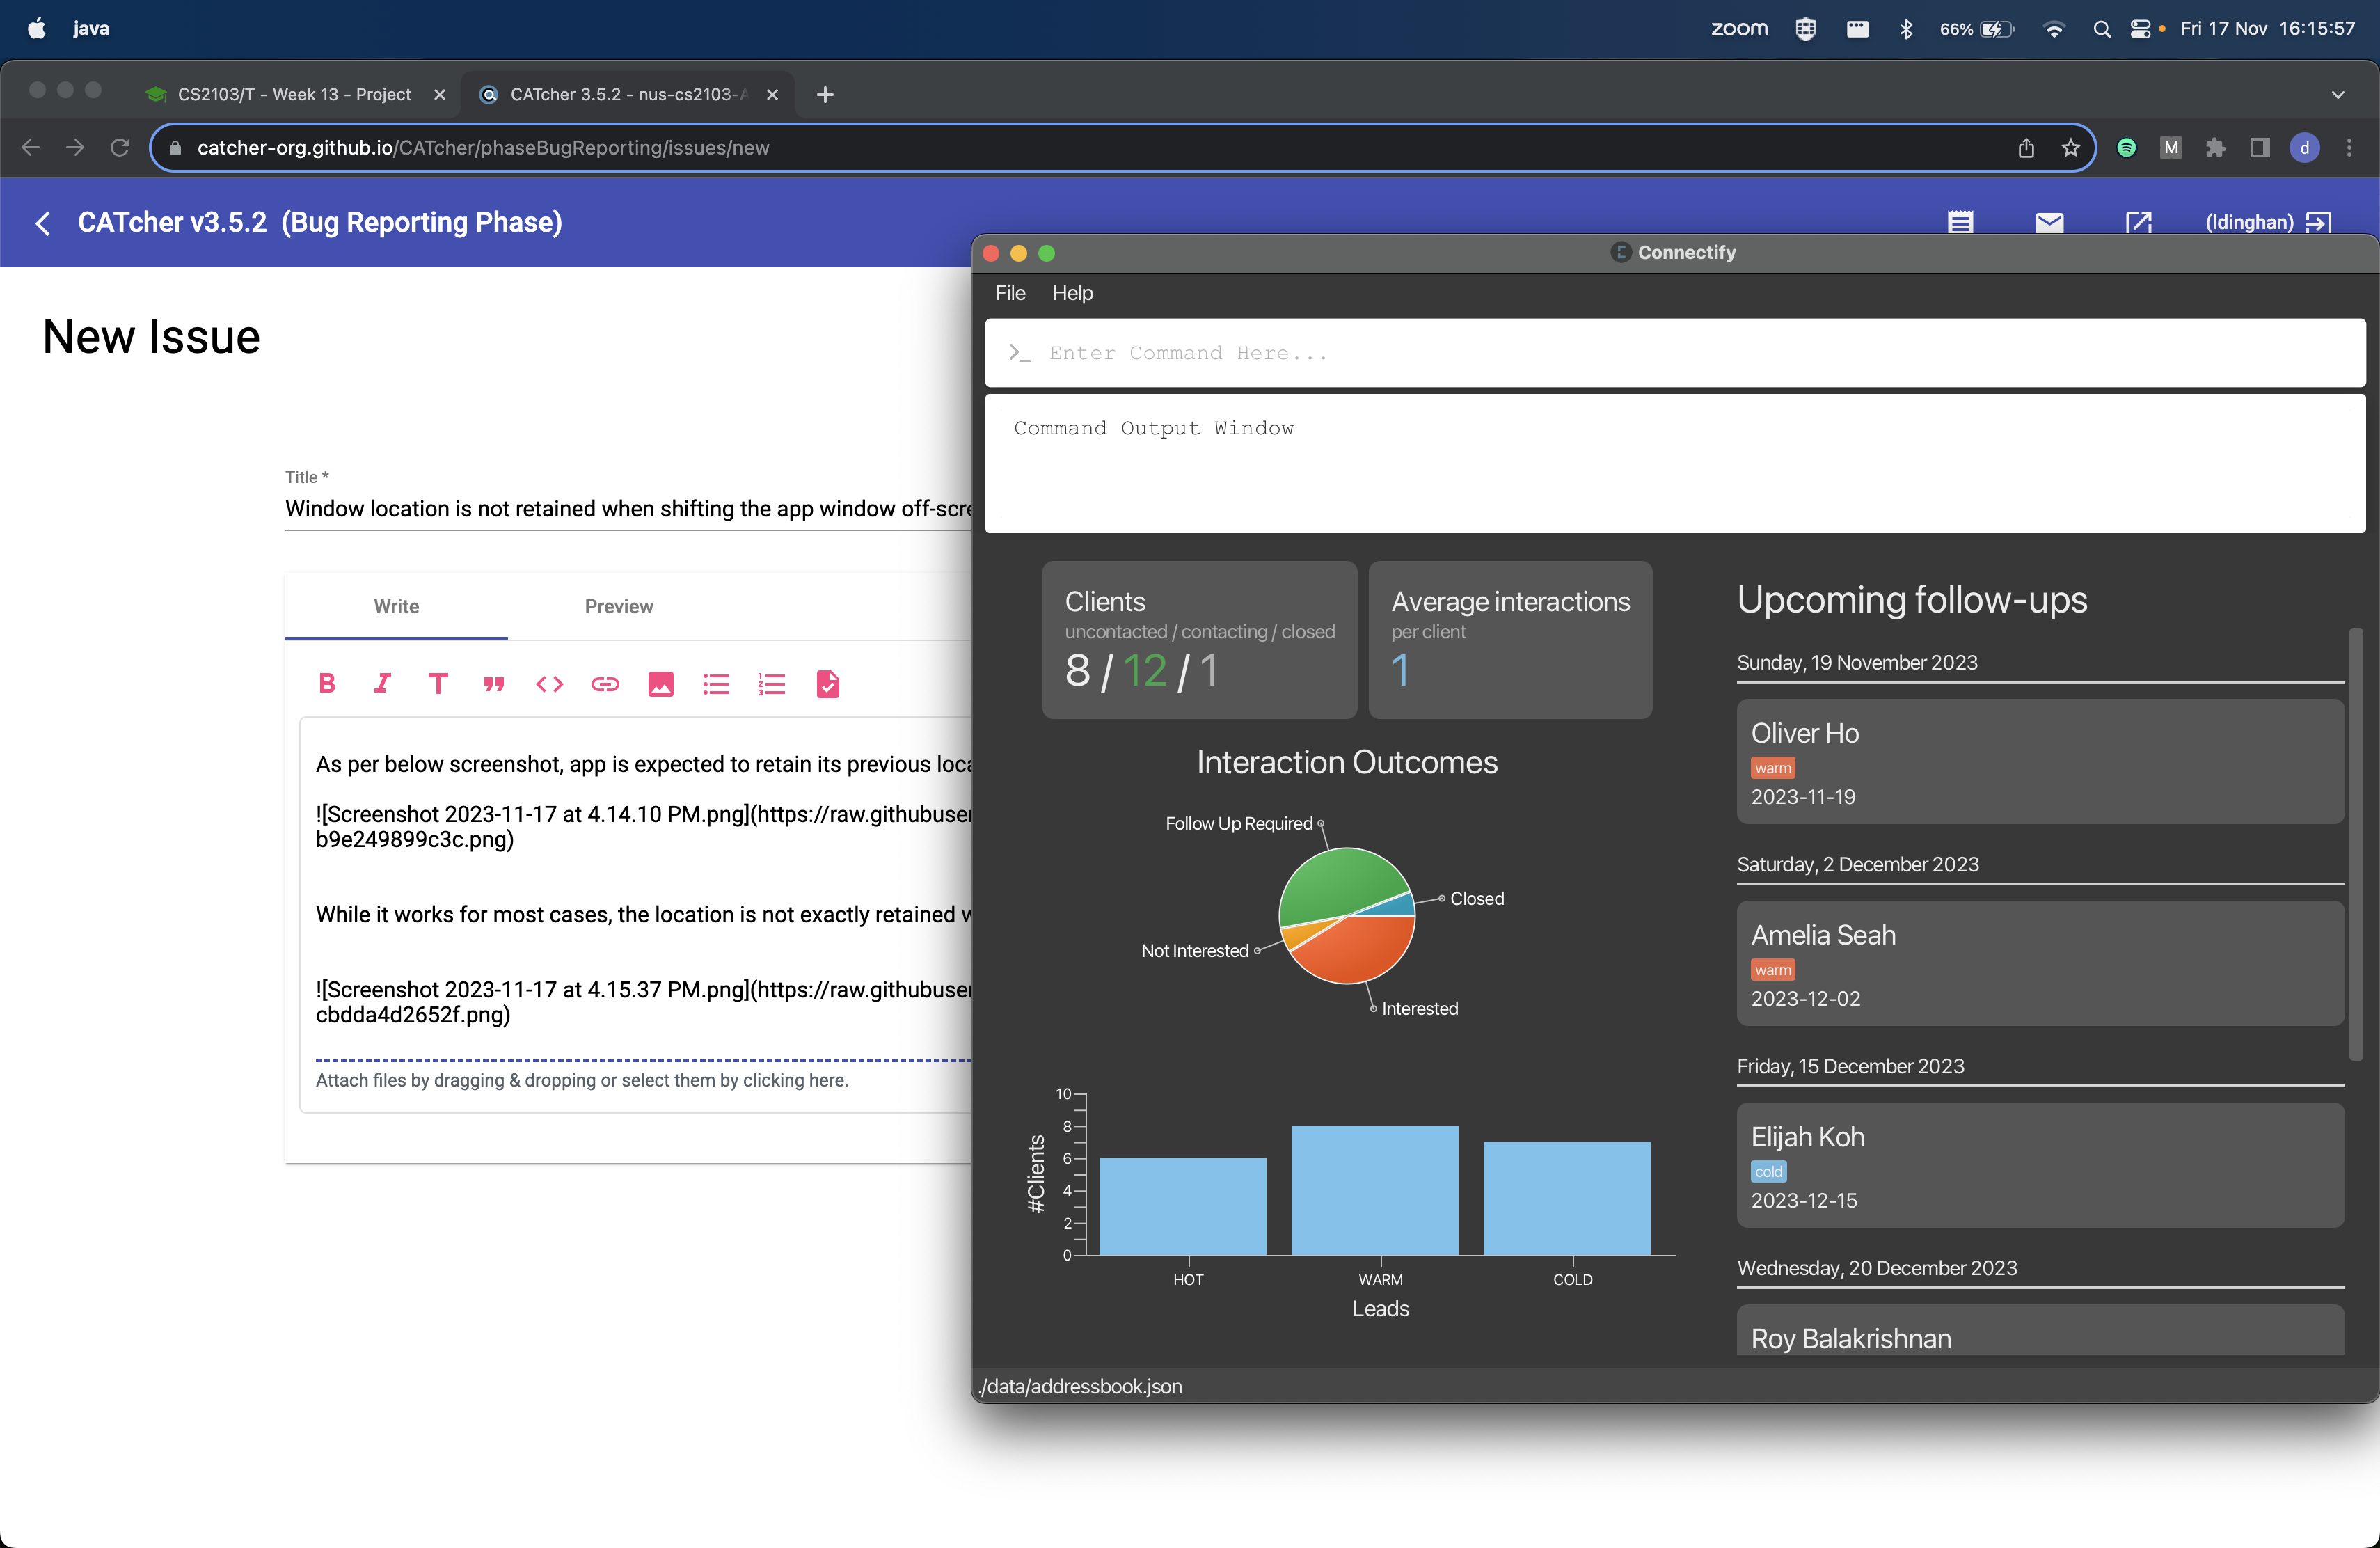 java
zoom
66%
Fri 17 Nov 16:15:57
CS2103/T - Week 13 - Project
CATcher 3.5.2 - nus-cs2103-A
catcher-org.github.io/CATcher/phaseBugReporting/issues/new
M
d
CATcher v3.5.2 (Bug Reporting Phase)
(ldinghan)
New Issue
Title *
Window location is not retained when shifting the app window off-scre
Write
Preview
As per below screenshot, app is expected to retain its previous loca
![Screenshot 2023-11-17 at 4.14.10 PM.png](https://raw.githubuser
b9e249899c3c.png)
While it works for most cases, the location is not exactly retained w
![Screenshot 2023-11-17 at 4.15.37 PM.png](https://raw.githubuser
cbdda4d2652f.png)
Attach files by dragging & dropping or select them by clicking here.
Connectify
File Help
>_ Enter Command Here...
Command Output Window
Clients
uncontacted / contacting / closed
8 / 12 / 1
Average interactions
per client
1
Interaction Outcomes
Follow Up Required
Closed
Not Interested
Interested
10
8
6
4
2
0
#Clients
HOT WARM COLD
Leads
Upcoming follow-ups
Sunday, 19 November 2023
Oliver Ho
warm
2023-11-19
Saturday, 2 December 2023
Amelia Seah
warm
2023-12-02
Friday, 15 December 2023
Elijah Koh
cold
2023-12-15
Wednesday, 20 December 2023
Roy Balakrishnan
./data/addressbook.json